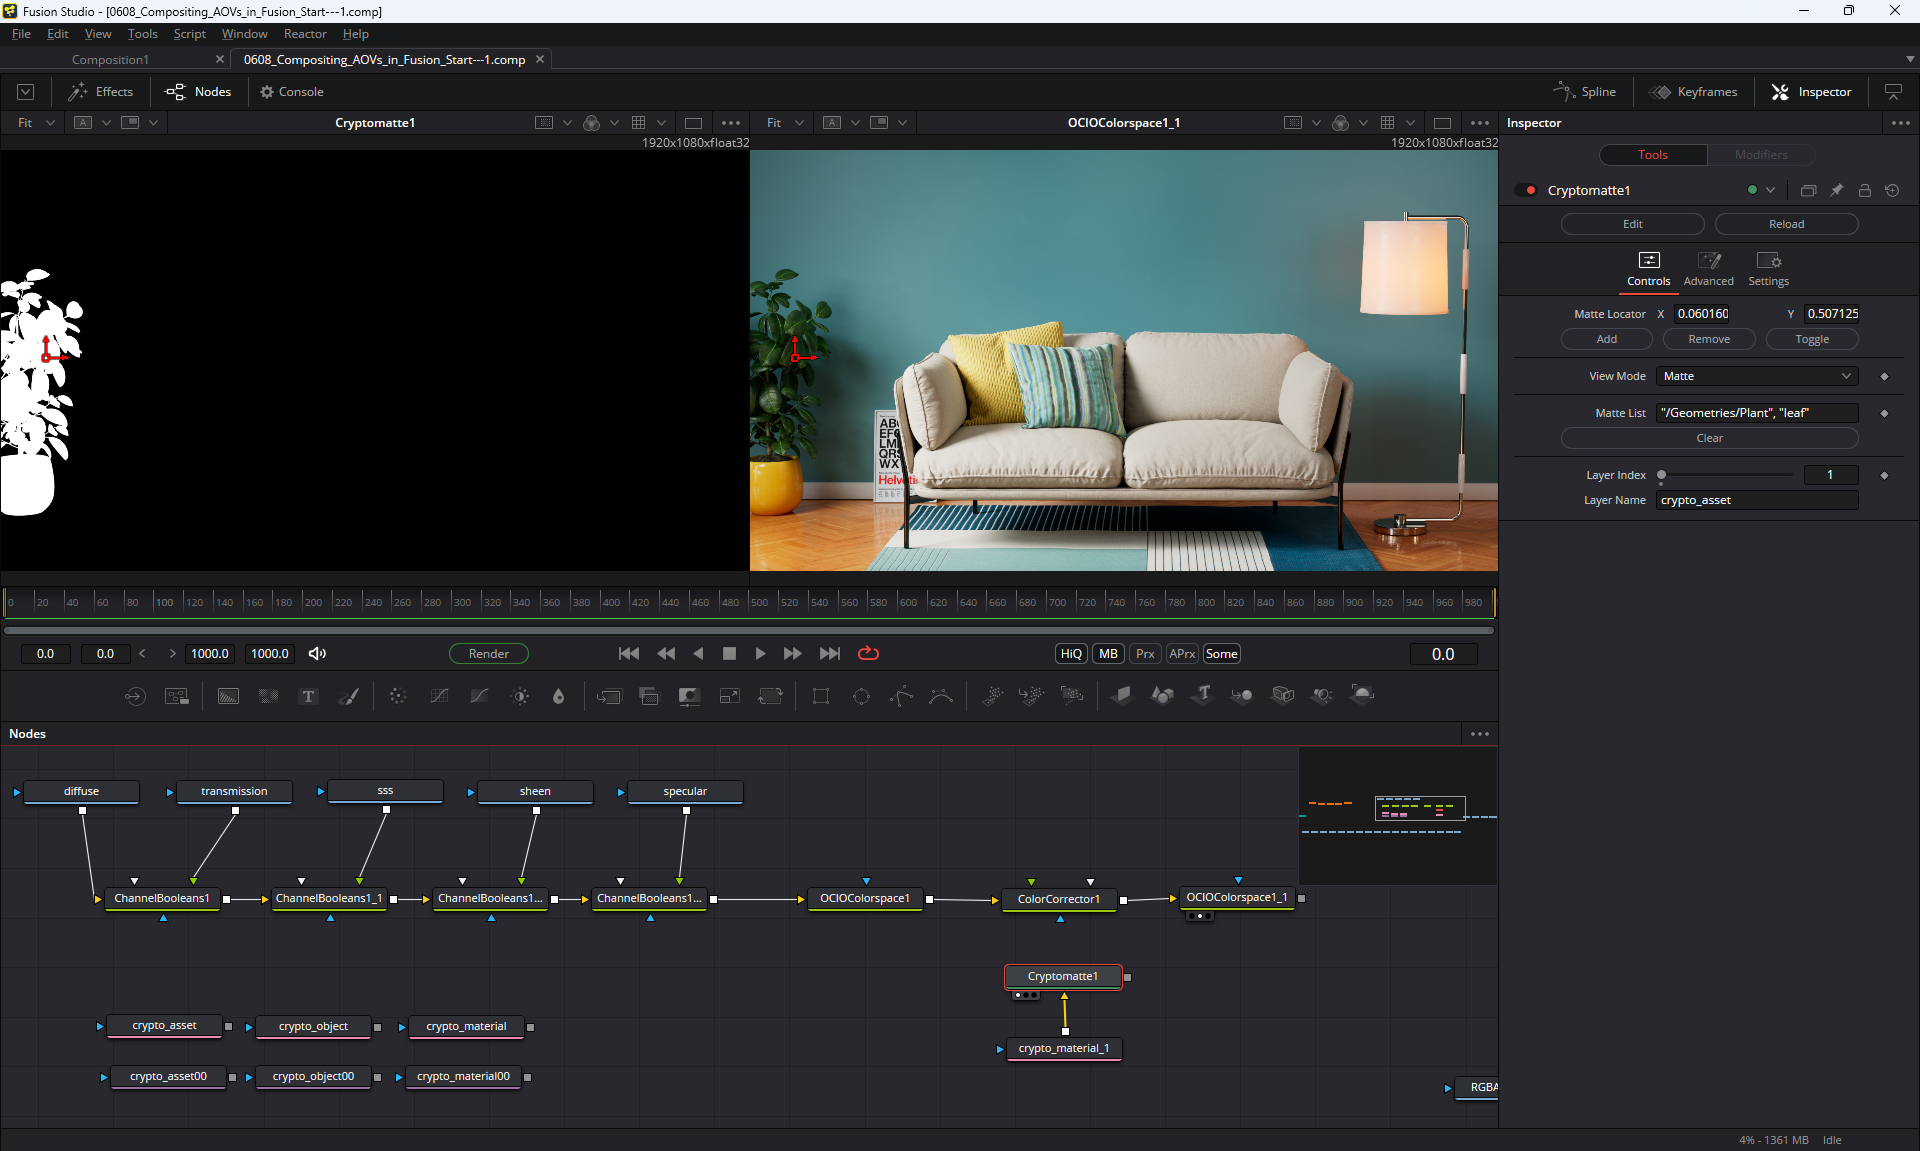 Fusion Studio - [0608_Compositing_AOVs_in_Fusion_Start---1.comp]
File Edit View Tools Script Window Reactor Help
Composition1 0608_Compositing_AOVs_in_Fusion_Start---1.comp
Effects Nodes Console Spline Keyframes Inspector
Fit A Cryptomatte1 Fit A OCIOColorspace1_1 Inspector
1920x1080xfloat32 1920x1080xfloat32
Tools Modifiers
Cryptomatte1
Edit Reload
Controls Advanced Settings
Matte Locator X 0.060160 Y 0.507125
Add Remove Toggle
View Mode Matte
Matte List "/Geometries/Plant", "leaf"
Clear
Layer Index 1
Layer Name crypto_asset
AB
EF
LM
QRS
WX
Helveti
0 20 40 60 80 100 120 140 160 180 200 220 240 260 280 300 320 340 360 380 400 420 440 460 480 500 520 540 560 580 600 620 640 660 680 700 720 740 760 780 800 820 840 860 880 900 920 940 960 980
0.0 0.0 < > 1000.0 1000.0 Render HiQ MB Prx APrx Some 0.0
T
Nodes
diffuse transmission sss sheen specular
ChannelBooleans1 ChannelBooleans1_1 ChannelBooleans1... ChannelBooleans1... OCIOColorspace1 ColorCorrector1 OCIOColorspace1_1
Cryptomatte1
crypto_asset crypto_object crypto_material
crypto_material_1
crypto_asset00 crypto_object00 crypto_material00
RGBA
4% - 1361 MB Idle